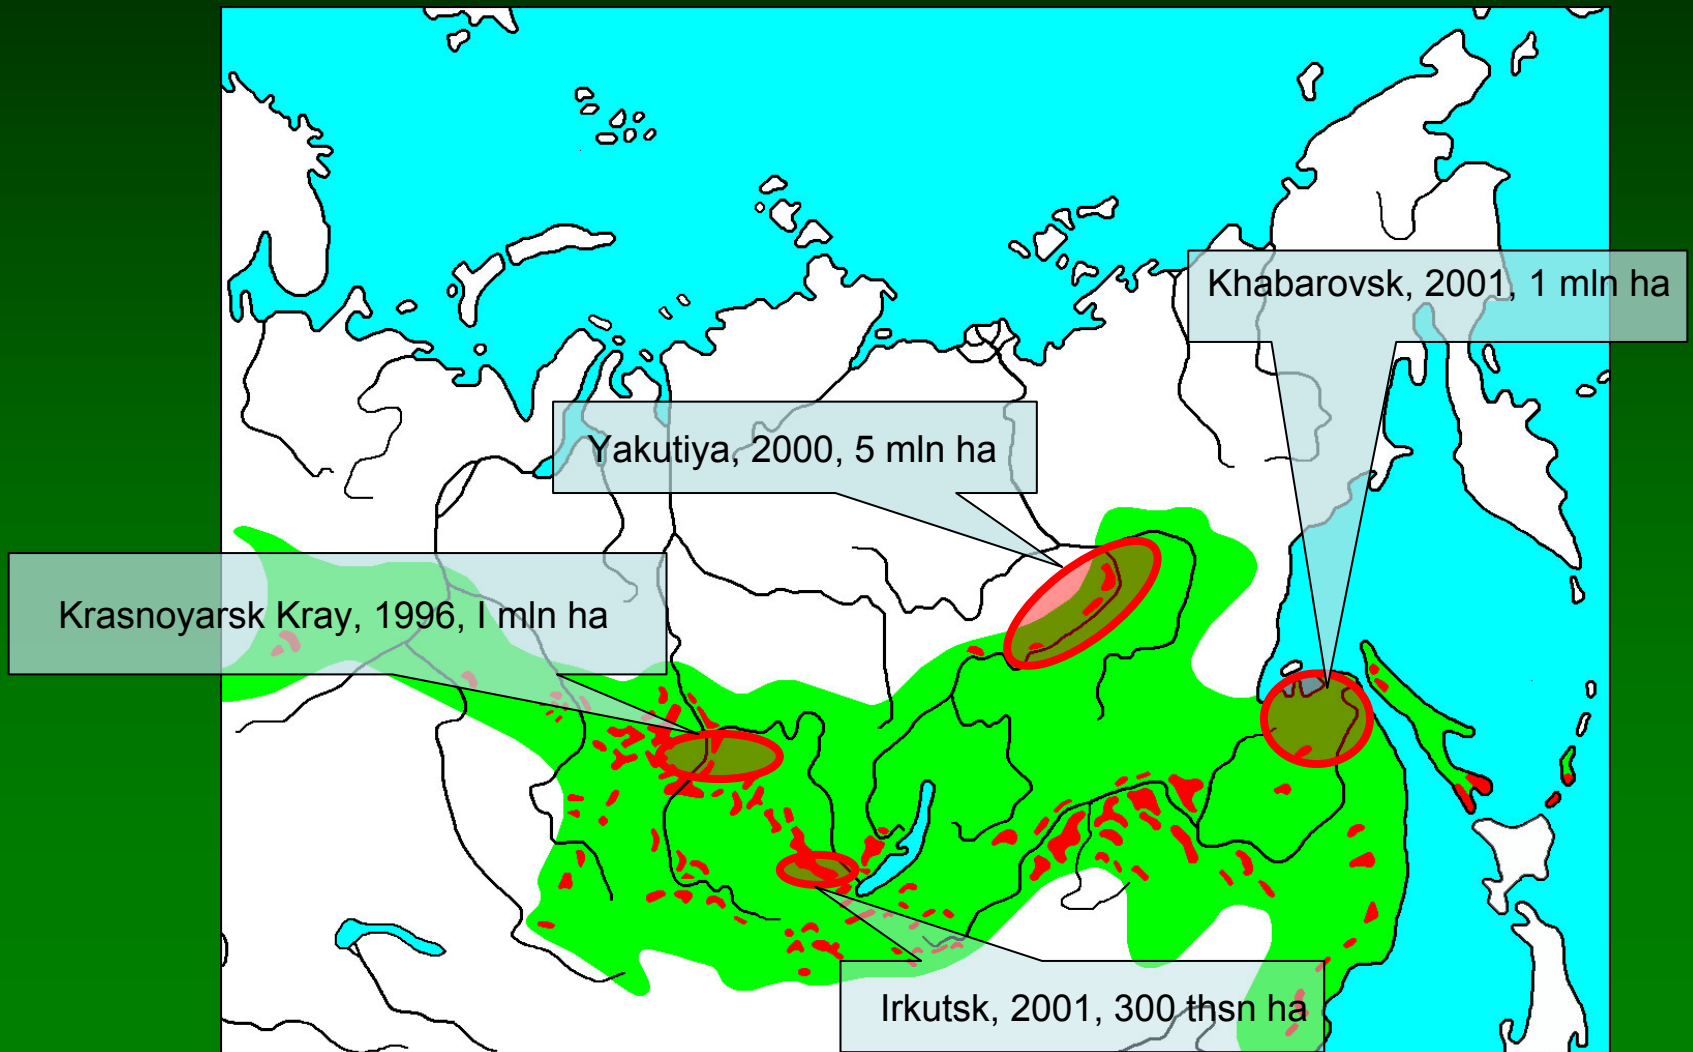 Khabarovsk, 2001, 1 mln ha
Yakutiya, 2000, 5 mln ha
Krasnoyarsk Kray, 1996, I mln ha
Irkutsk, 2001, 300 thsn ha